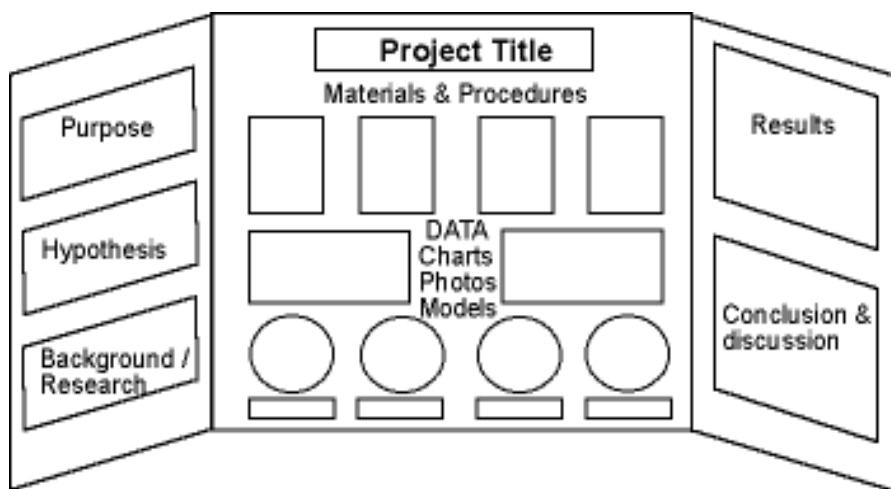 Project Title
Materials & Procedures
Purpose
Hypothesis
Background /
Research
DATA
Charts
Photos
Models
Results
Conclusion &
discussion